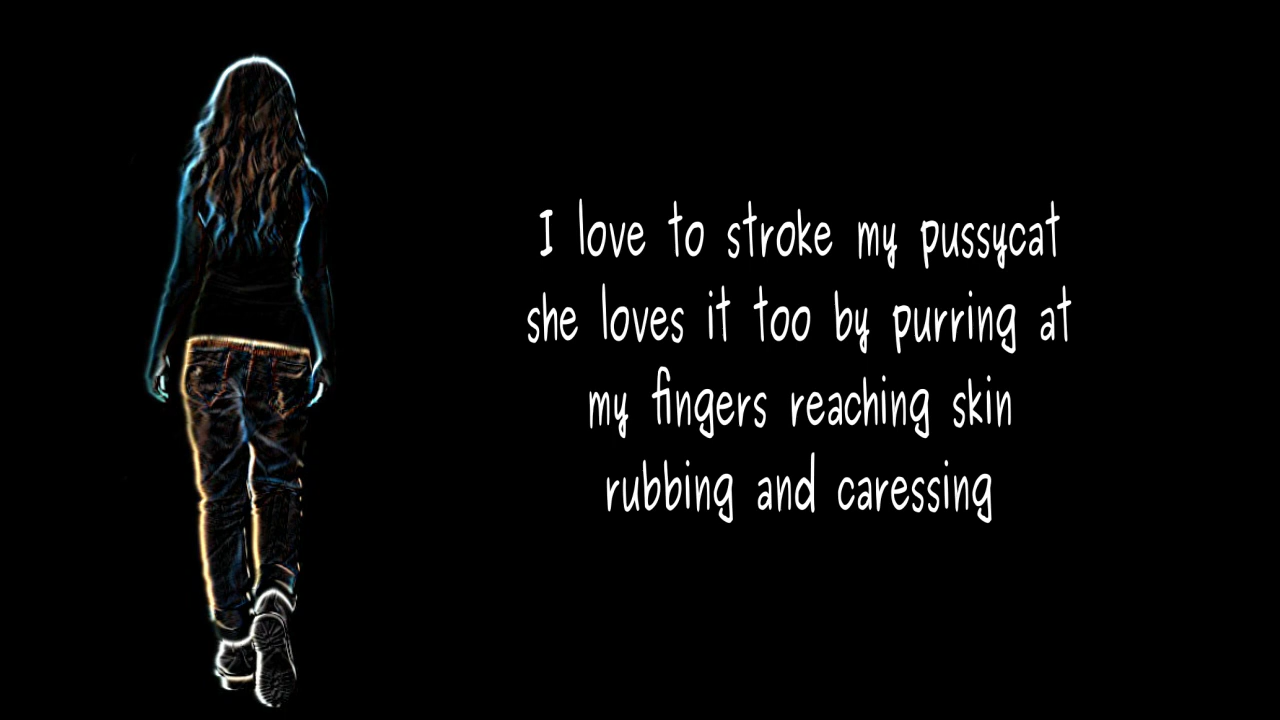 I love to stroke my pussycat
she loves it too by purring at
my fingers reaching skin
rubbing and caressing